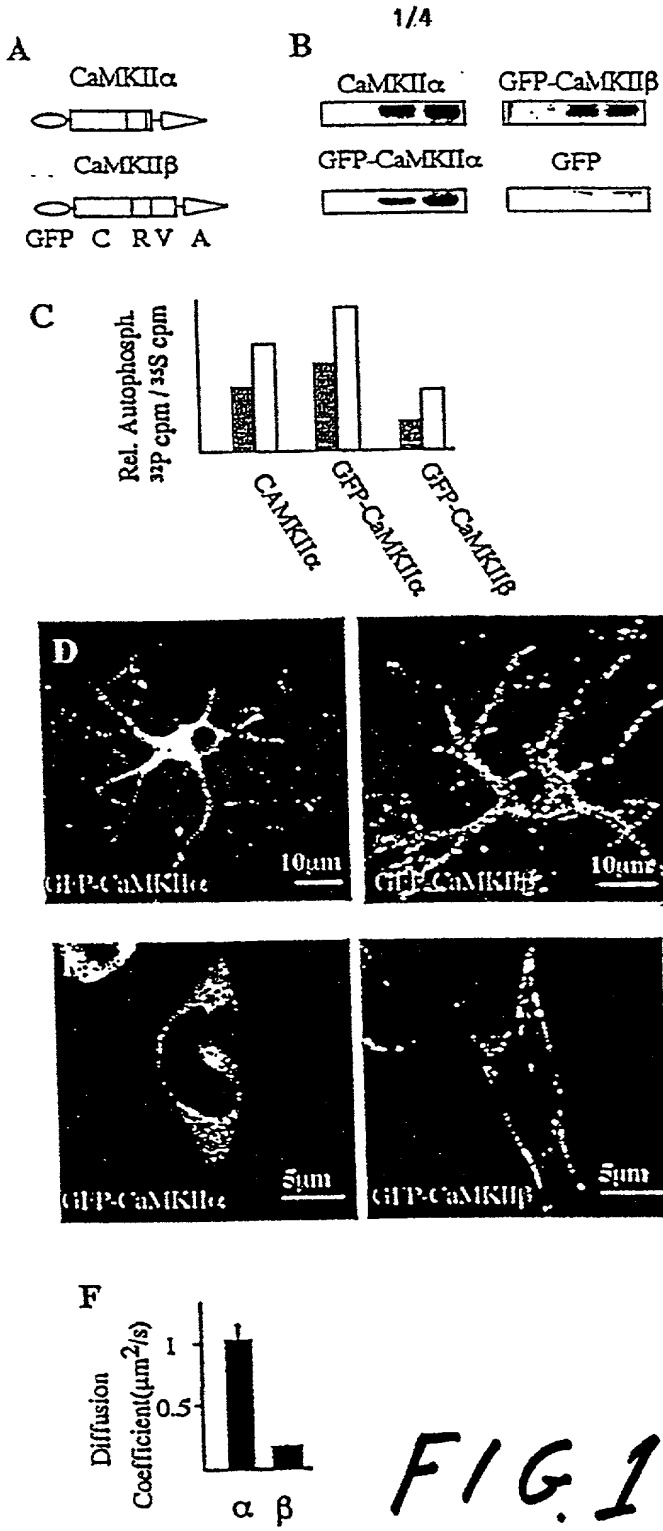 1/4
A
CaMKIIα
CaMKIIβ
GFP C R V A
B
CaMKIIα
GFP-CaMKIIβ
GFP-CaMKIIα
GFP
C
Rel. Autophosph.
³²P cpm / ³⁵S cpm
CAMKIIα
GFP-CaMKIIα
GFP-CaMKIIβ
D
GFP-CaMKIIα
10μm
GFP-CaMKIIβ
10μm
GFP-CaMKIIα
5μm
GFP-CaMKIIβ
5μm
F
Diffusion
Coefficient(μm²/s)
1
0.5
α
β
FIG. 1